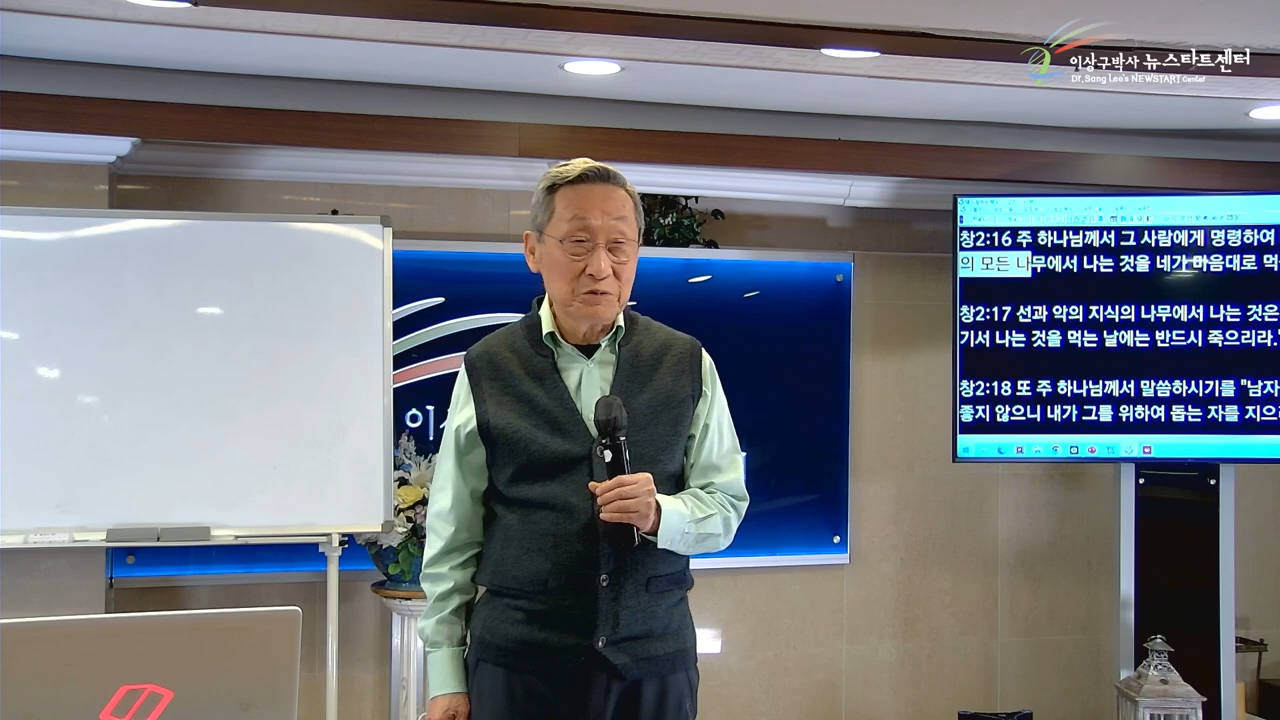 이상구박사 뉴스타트센터
Dr. Sang Lee's NEWSTART Center
창2:16 주 하나님께서 그 사람에게 명령하여
의 모든 나무에서 나는 것을 네가 마음대로 먹
창2:17 선과 악의 지식의 나무에서 나는 것은
기서 나는 것을 먹는 날에는 반드시 죽으리라.
창2:18 또 주 하나님께서 말씀하시기를 "남자
좋지 않으니 내가 그를 위하여 돕는 자를 지으
이